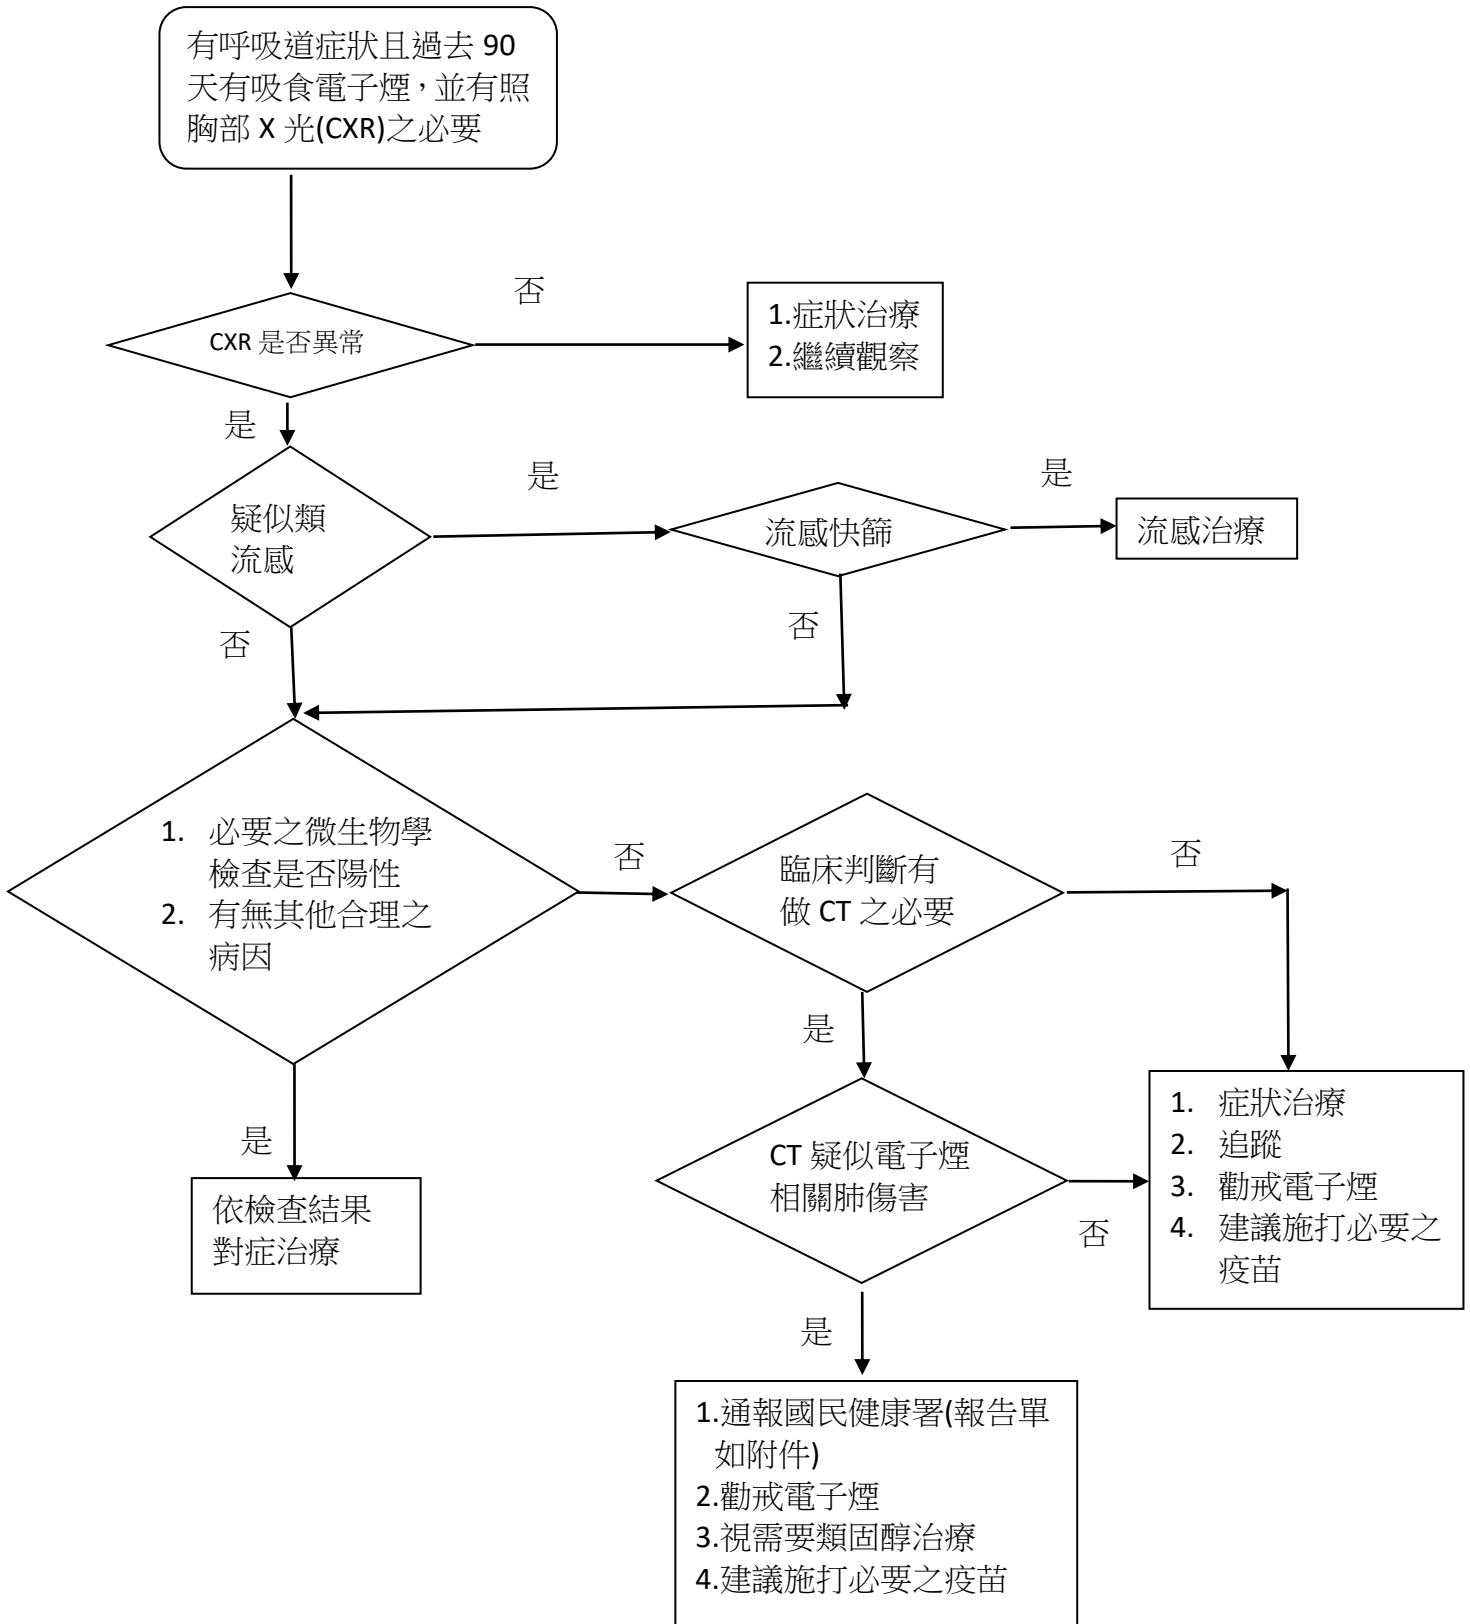 有呼吸道症狀且過去 90
天有吸食電子煙，並有照
胸部 X 光(CXR)之必要
否
CXR 是否異常
1.症狀治療
2.繼續觀察
是
是
是
疑似類
流感
流感快篩
流感治療
否
否
1. 必要之微生物學
檢查是否陽性
2. 有無其他合理之
病因
否
臨床判斷有
做 CT 之必要
否
是
是
CT 疑似電子煙
相關肺傷害
否
1. 症狀治療
2. 追蹤
3. 勸戒電子煙
4. 建議施打必要之
疫苗
依檢查結果
對症治療
是
1.通報國民健康署(報告單
如附件)
2.勸戒電子煙
3.視需要類固醇治療
4.建議施打必要之疫苗